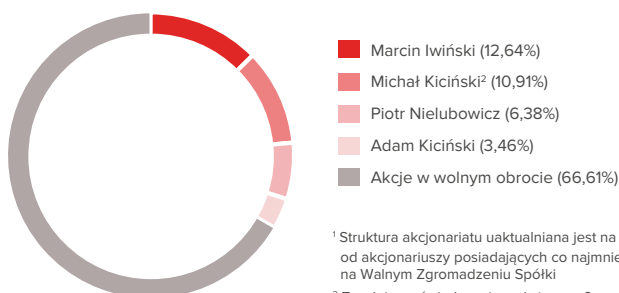 Marcin Iwiński (12,64%)
Michał Kiciński² (10,91%)
Piotr Nielubowicz (6,38%)
Adam Kiciński (3,46%)
Akcje w wolnym obrocie (66,61%)
¹ Struktura akcjonariatu uaktualniana jest na
od akcjonariuszy posiadających co najmnie
na Walnym Zgromadzeniu Spółki